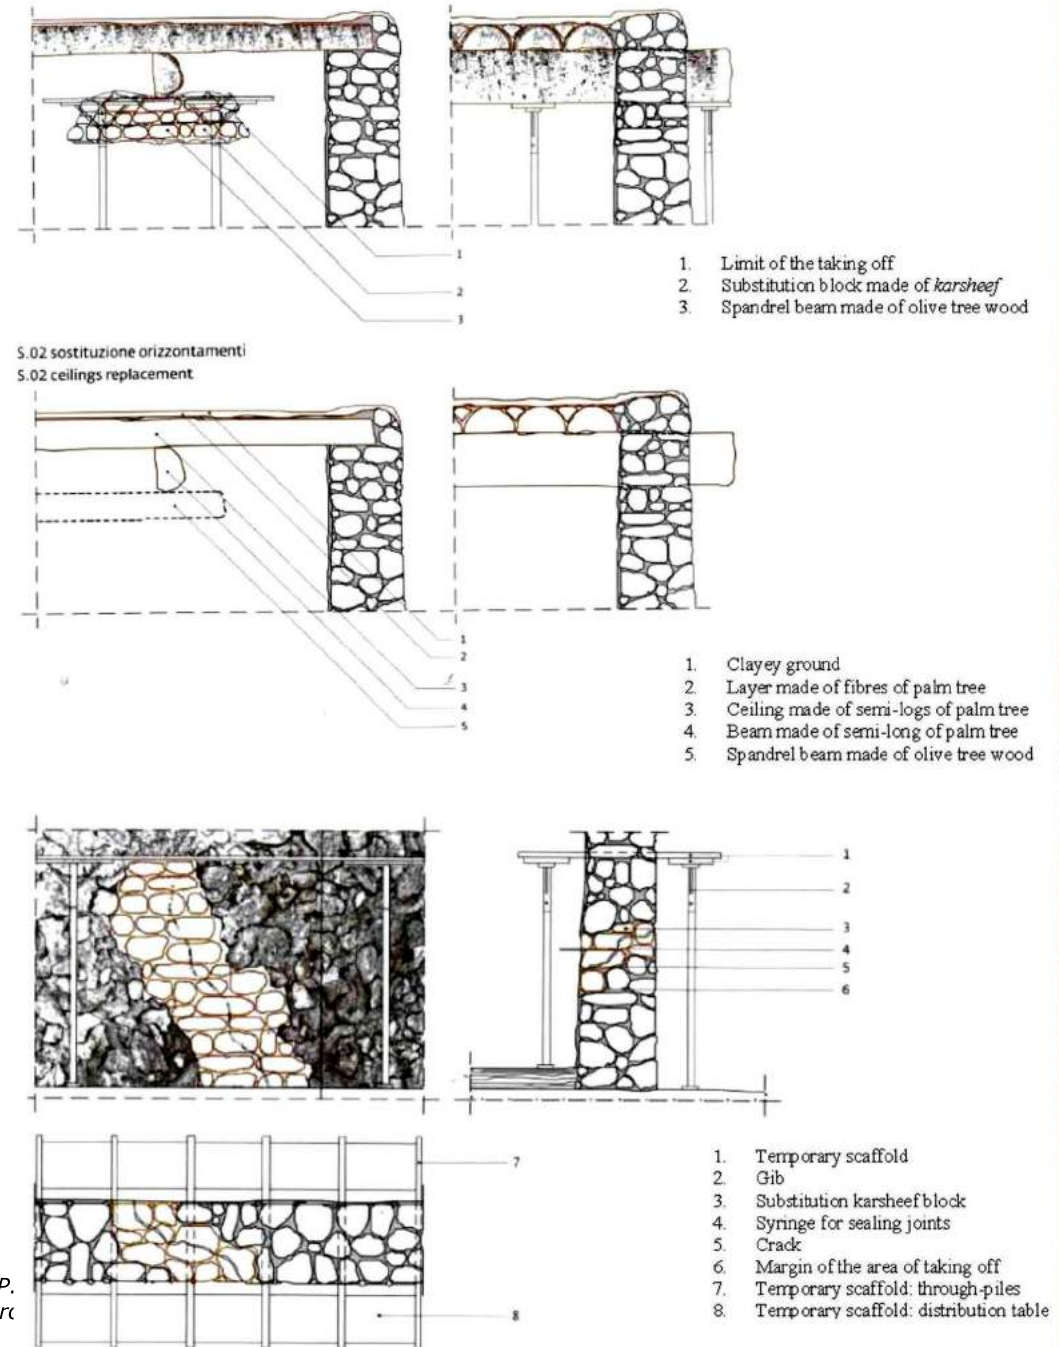 1
2
3
1. Limit of the taking off
2. Substitution block made of karsheef
3. Spandrel beam made of olive tree wood
S.02 sostituzione orizzontamenti
S.02 ceilings replacement
1
2
3
4
5
1. Clayey ground
2. Layer made of fibres of palm tree
3. Ceiling made of semi-logs of palm tree
4. Beam made of semi-long of palm tree
5. Spandrel beam made of olive tree wood
1
2
3
4
5
6
7
8
1. Temporary scaffold
2. Gib
3. Substitution karsheef block
4. Syringe for sealing joints
5. Crack
6. Margin of the area of taking off
7. Temporary scaffold: through-piles
8. Temporary scaffold: distribution table
P.